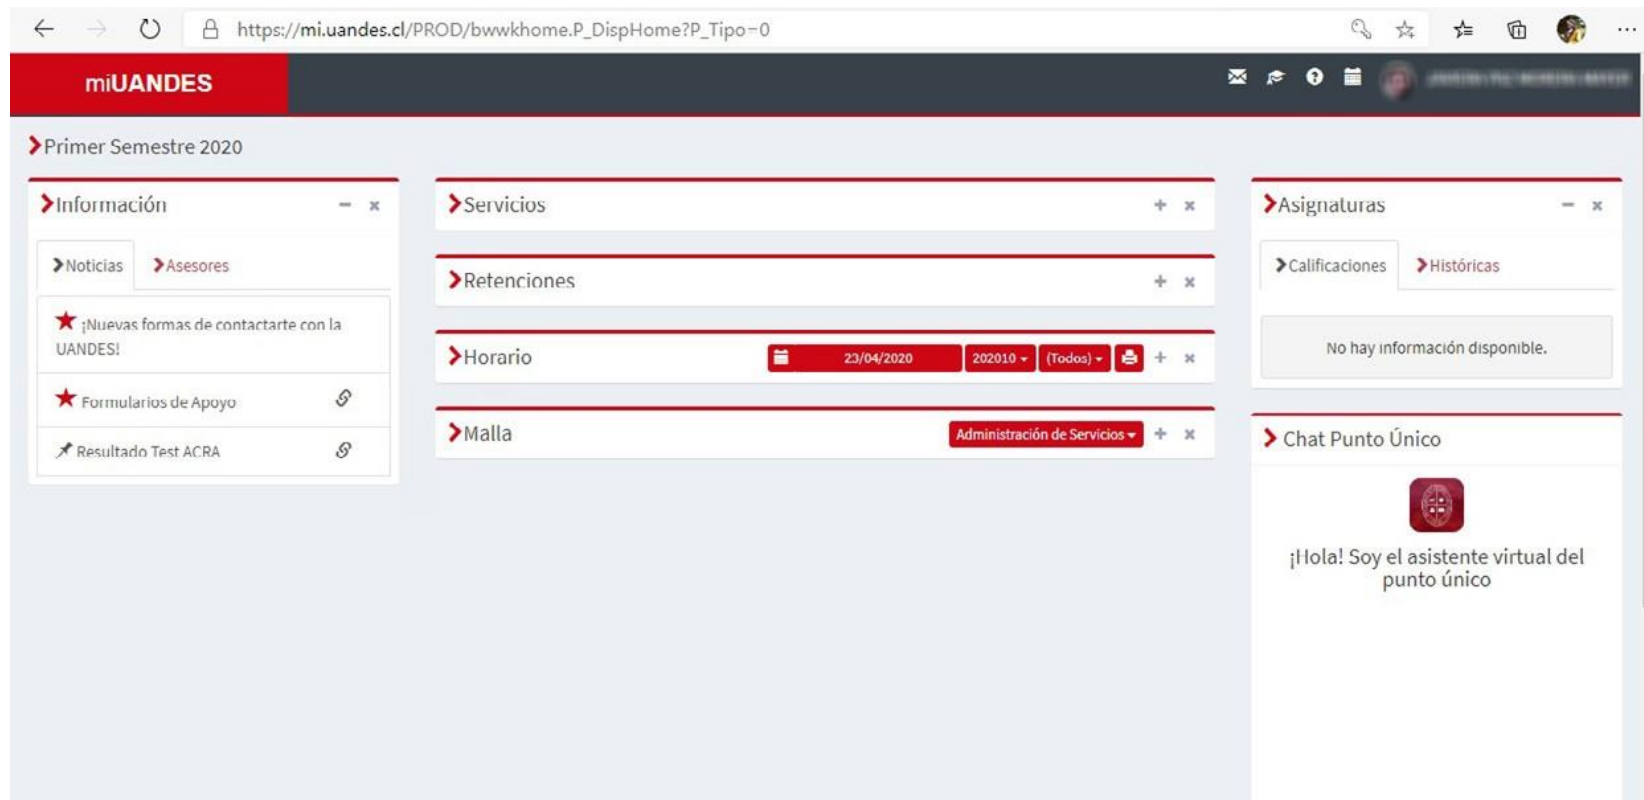 https://mi.uandes.cl/PROD/bwwkhome.P_DispHome?P_Tipo=0
miUANDES
Primer Semestre 2020
Información
Noticias
Asesores
¡Nuevas formas de contactarte con la
UANDES!
Formularios de Apoyo
Resultado Test ACRA
Servicios
Retenciones
Horario
23/04/2020
202010
(Todos)
Malla
Administración de Servicios
Asignaturas
Calificaciones
Históricas
No hay información disponible.
Chat Punto Único
¡Hola! Soy el asistente virtual del
punto único